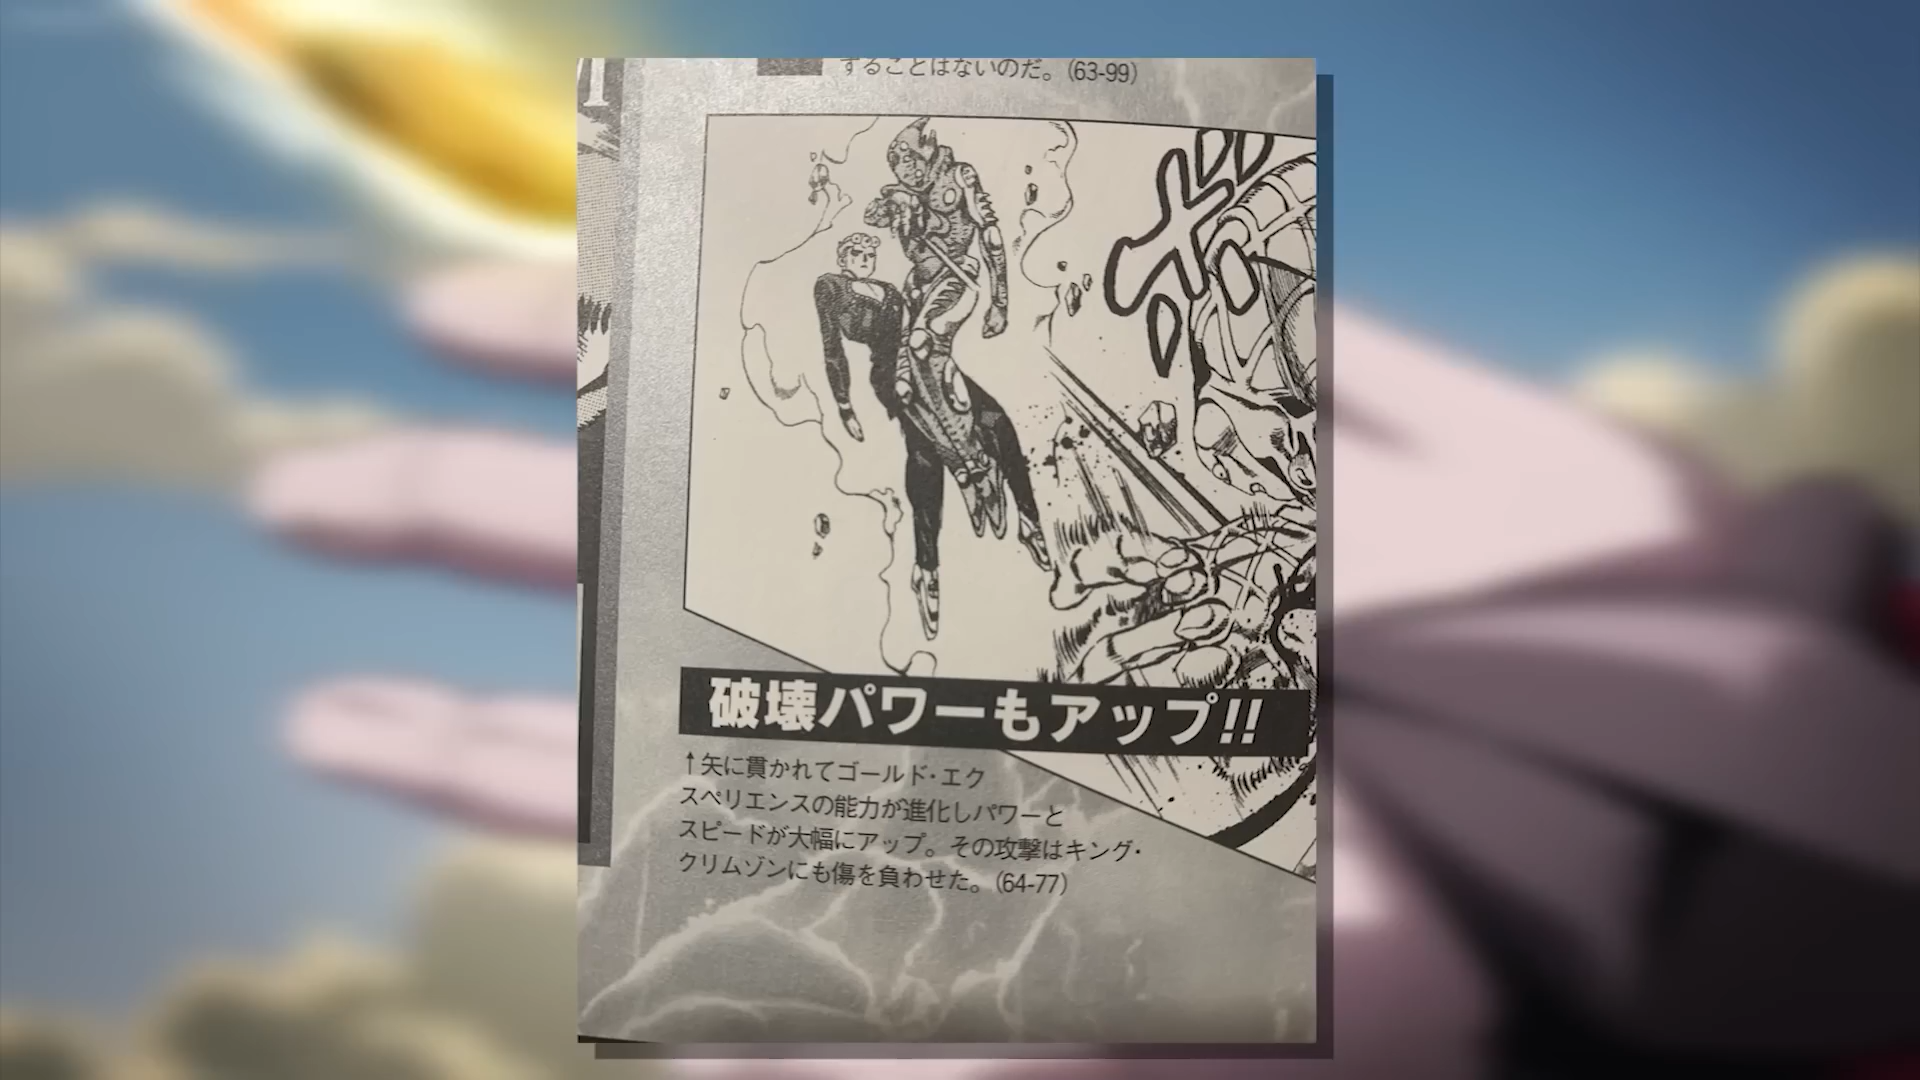 することはないのだ。(63-99)
破壊パワーもアップ!!
↑矢に貫かれてゴールド・エク
スペリエンスの能力が進化しパワーと
スピードが大幅にアップ。その攻撃はキング・
クリムゾンにも傷を負わせた。(64-77)